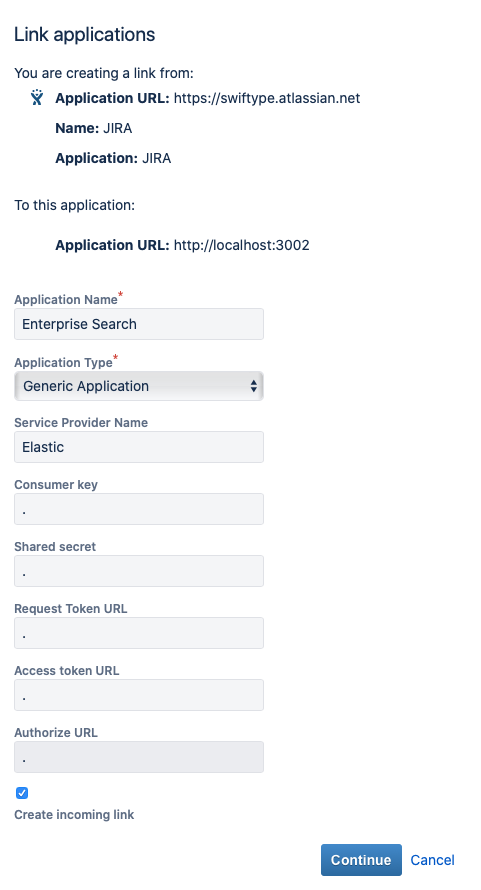 Link applications
You are creating a link from:
Application URL: https://swiftype.atlassian.net
Name: JIRA
Application: JIRA
To this application:
Application URL: http://localhost:3002
Application Name*
Enterprise Search
Application Type*
Generic Application
Service Provider Name
Elastic
Consumer key
.
Shared secret
.
Request Token URL
.
Access token URL
.
Authorize URL
.
Create incoming link
Continue Cancel